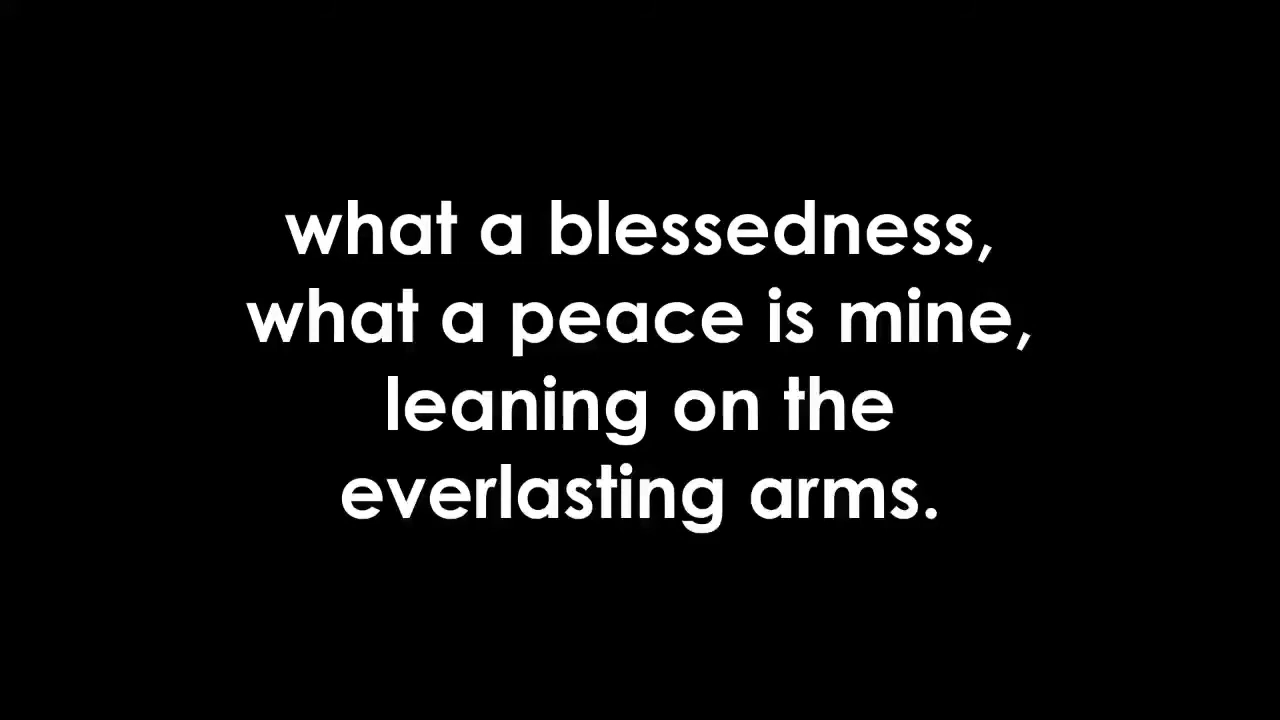 what a blessedness,
what a peace is mine,
leaning on the
everlasting arms.